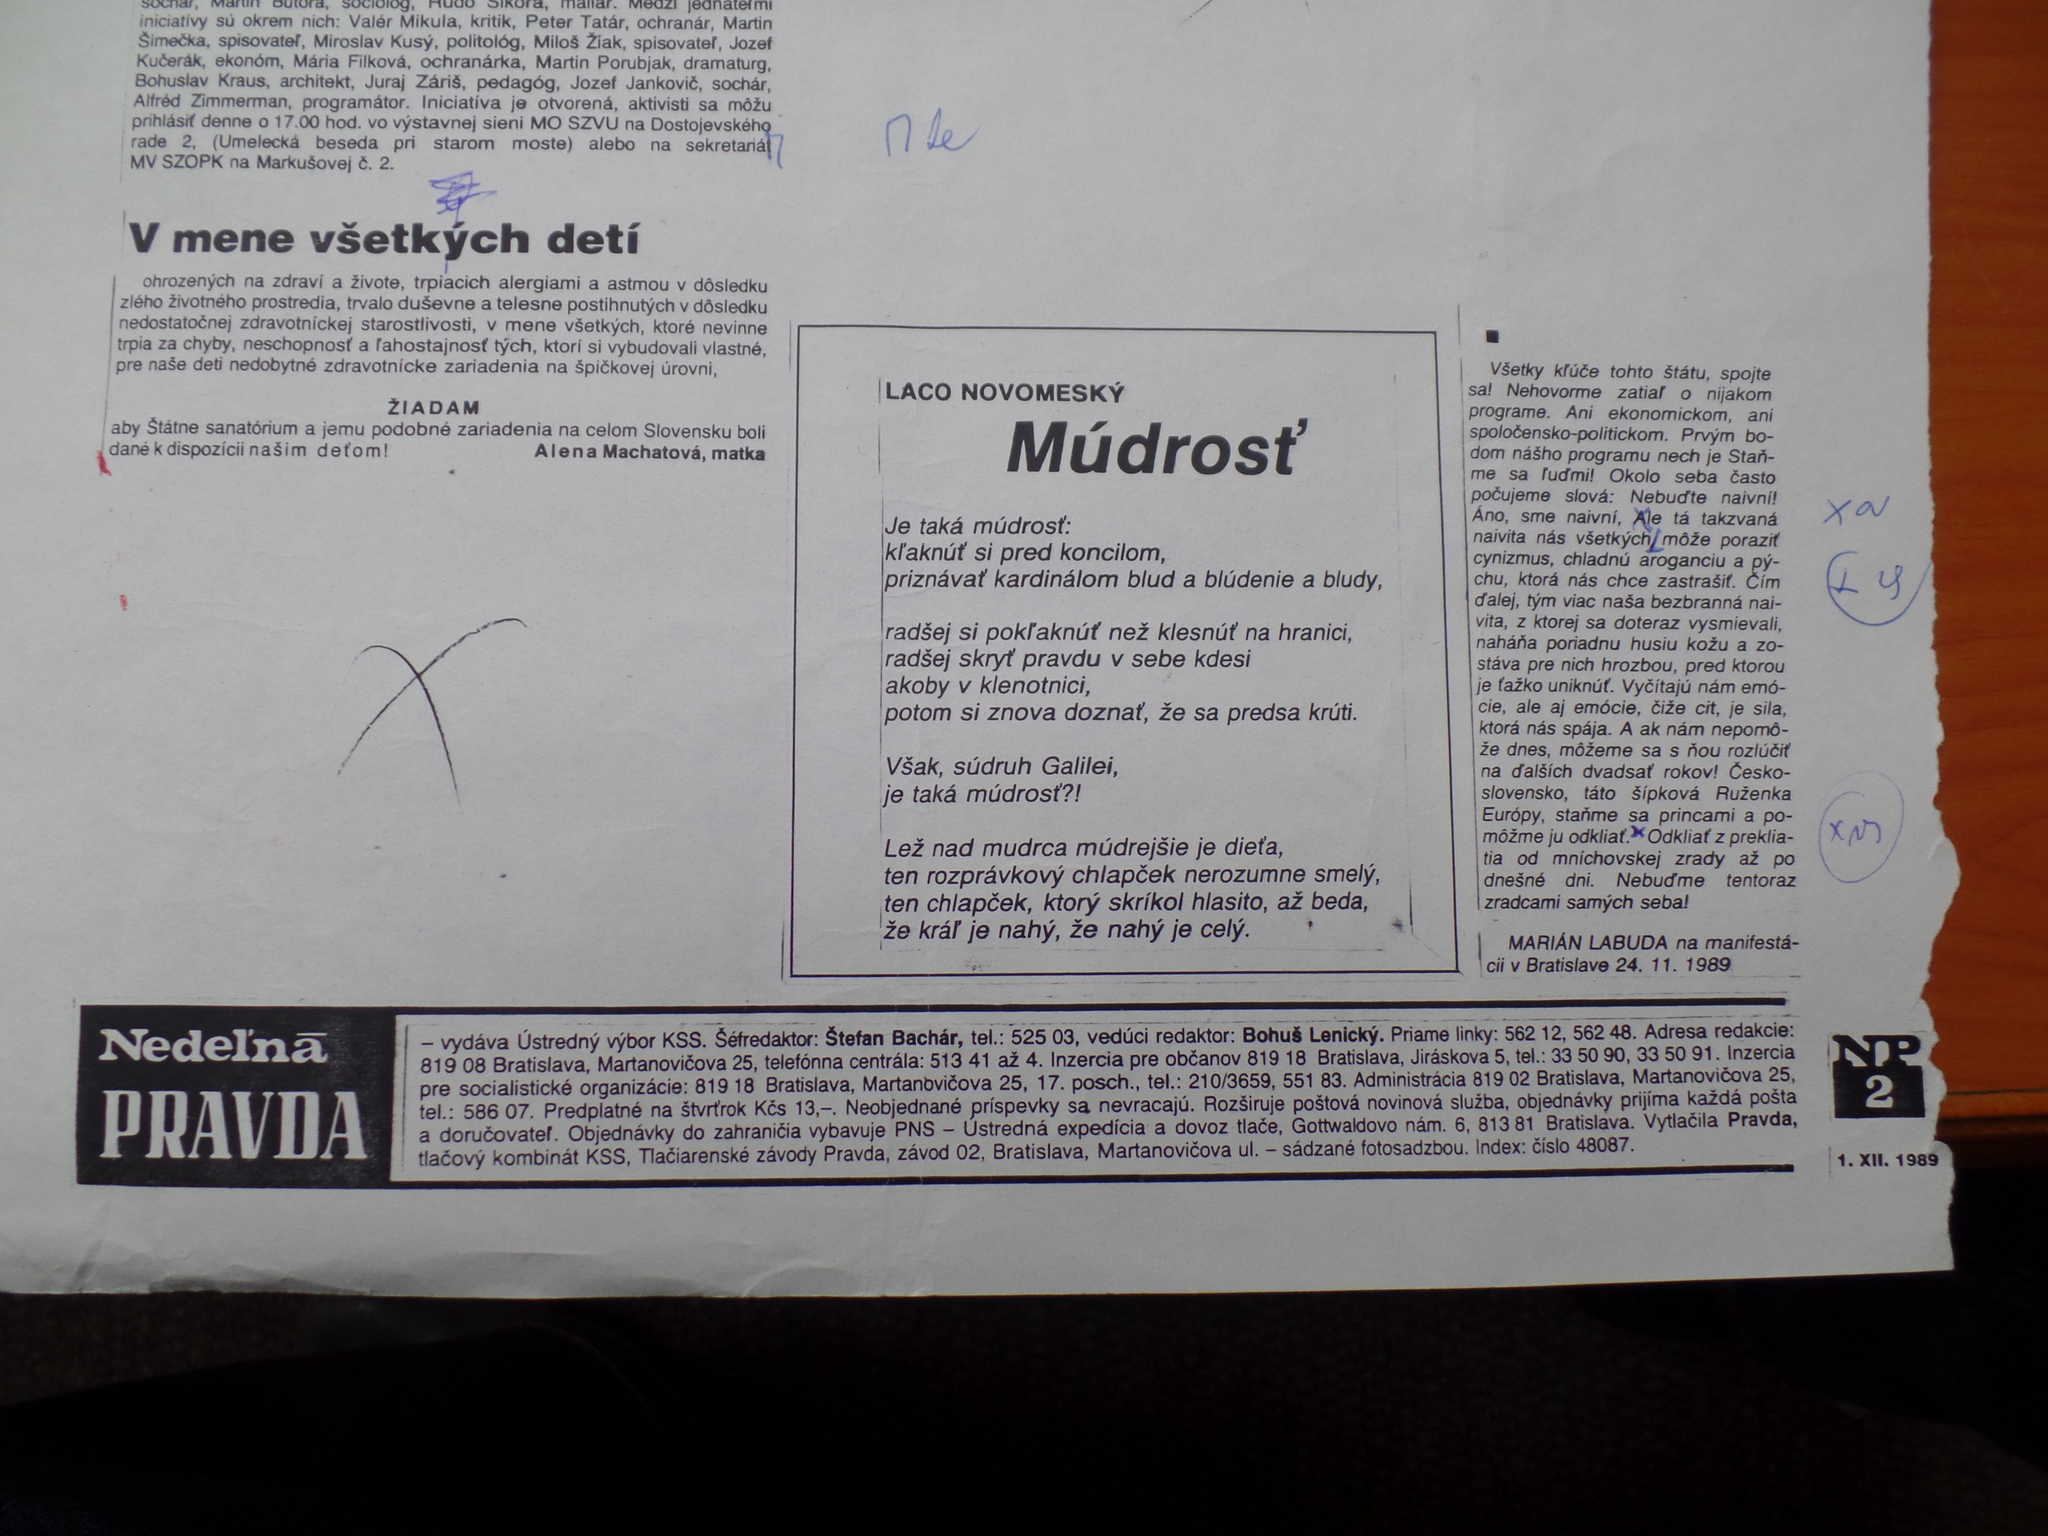 sochár, Martin Bútora, sociológ, Rudo Sikora, maliar. Medzi jednateľmi
iniciatívy sú okrem nich: Valér Mikula, kritik, Peter Tatár, ochranár, Martin
Šimečka, spisovateľ, Miroslav Kusý, politológ, Miloš Žiak, spisovateľ, Jozef
Kučerák, ekonóm, Mária Filková, ochranárka, Martin Porubjak, dramaturg,
Bohuslav Kraus, architekt, Juraj Záriš, pedagóg, Jozef Jankovič, sochár,
Alfréd Zimmerman, programátor. Iniciatíva je otvorená, aktivisti sa môžu
prihlásiť denne o 17.00 hod. vo výstavnej sieni MO SZVU na Dostojevského
rade 2, (Umelecká beseda pri starom moste) alebo na sekretariát
MV SZOPK na Markušovej č. 2.
V mene všetkých detí
ohrozených na zdraví a živote, trpiacich alergiami a astmou v dôsledku
zlého životného prostredia, trvalo duševne a telesne postihnutých v dôsledku
nedostatočnej zdravotníckej starostlivosti, v mene všetkých, ktoré nevinne
trpia za chyby, neschopnosť a ľahostajnosť tých, ktorí si vybudovali vlastné,
pre naše deti nedobytné zdravotnícke zariadenia na špičkovej úrovni,
ŽIADAM
aby Štátne sanatórium a jemu podobné zariadenia na celom Slovensku boli
dané k dispozícii našim deťom! Alena Machatová, matka
LACO NOVOMESKÝ
Múdrosť
Je taká múdrosť:
kľaknúť si pred koncilom,
priznávať kardinálom blud a blúdenie a bludy,
radšej si pokľaknúť než klesnúť na hranici,
radšej skryť pravdu v sebe kdesi
akoby v klenotnici,
potom si znova doznať, že sa predsa krúti.
Však, súdruh Galilei,
je taká múdrosť?!
Lež nad mudrca múdrejšie je dieťa,
ten rozprávkový chlapček nerozumne smelý,
ten chlapček, ktorý skríkol hlasito, až beda,
že kráľ je nahý, že nahý je celý.
■
Všetky kľúče tohto štátu, spojte
sa! Nehovorme zatiaľ o nijakom
programe. Ani ekonomickom, ani
spoločensko-politickom. Prvým bo-
dom nášho programu nech je Staň-
me sa ľuďmi! Okolo seba často
počujeme slová: Nebuďte naivní!
Áno, sme naivní, Ale tá takzvaná
naivita nás všetkých môže poraziť
cynizmus, chladnú aroganciu a pý-
chu, ktorá nás chce zastrašiť. Čím
ďalej, tým viac naša bezbranná nai-
vita, z ktorej sa doteraz vysmievali,
naháňa poriadnu husiu kožu a zo-
stáva pre nich hrozbou, pred ktorou
je ťažko uniknúť. Vyčítajú nám emó-
cie, ale aj emócie, čiže cit, je sila,
ktorá nás spája. A ak nám nepomô-
že dnes, môžeme sa s ňou rozlúčiť
na ďalších dvadsať rokov! Česko-
slovensko, táto šípková Ruženka
Európy, staňme sa princami a po-
môžme ju odkliať. Odkliať z preklia-
tia od mníchovskej zrady až po
dnešné dni. Nebuďme tentoraz
zradcami samých seba!
MARIÁN LABUDA na manifestá-
cii v Bratislave 24. 11. 1989
Nedeľná
PRAVDA
– vydáva Ústredný výbor KSS. Šéfredaktor: Štefan Bachár, tel.: 525 03, vedúci redaktor: Bohuš Lenický. Priame linky: 562 12, 562 48. Adresa redakcie:
819 08 Bratislava, Martanovičova 25, telefónna centrála: 513 41 až 4. Inzercia pre občanov 819 18 Bratislava, Jiráskova 5, tel.: 33 50 90, 33 50 91. Inzercia
pre socialistické organizácie: 819 18 Bratislava, Martanovičova 25, 17. posch., tel.: 210/3659, 551 83. Administrácia 819 02 Bratislava, Martanovičova 25,
tel.: 586 07. Predplatné na štvrťrok Kčs 13,–. Neobjednané príspevky sa nevracajú. Rozširuje poštová novinová služba, objednávky prijíma každá pošta
a doručovateľ. Objednávky do zahraničia vybavuje PNS – Ústredná expedícia a dovoz tlače, Gottwaldovo nám. 6, 813 81 Bratislava. Vytlačila Pravda,
tlačový kombinát KSS, Tlačiarenské závody Pravda, závod 02, Bratislava, Martanovičova ul. – sádzané fotosadzbou. Index: číslo 48087.
NP
2
1. XII. 1989